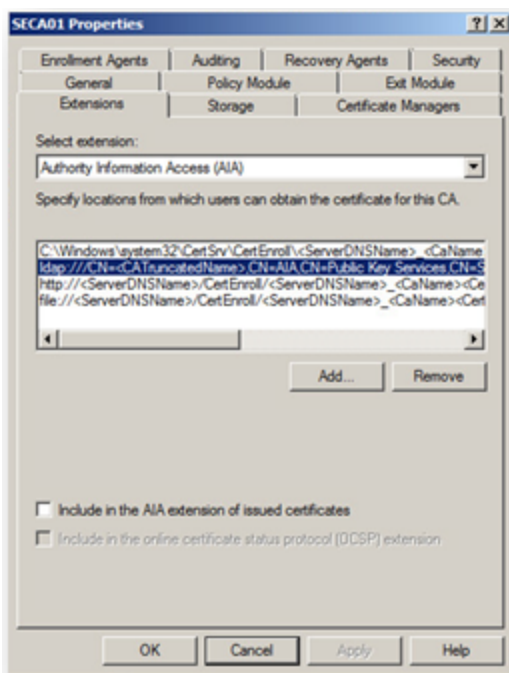 SECA01 Properties
Enrollment Agents Auditing Recovery Agents Security
General Policy Module Exit Module
Extensions Storage Certificate Managers
Select extension:
Authority Information Access (AIA)
Specify locations from which users can obtain the certificate for this CA.
C:\Windows\system32\CertSrv\CertEnroll\<ServerDNSName>_<CaName
ldap:///CN=<CATruncatedName>,CN=AIA,CN=Public Key Services,CN=S
http://<ServerDNSName>/CertEnroll/<ServerDNSName>_<CaName><Ce
file://<ServerDNSName>/CertEnroll/<ServerDNSName>_<CaName><Cert
Add... Remove
Include in the AIA extension of issued certificates
Include in the online certificate status protocol (OCSP) extension
OK Cancel Apply Help